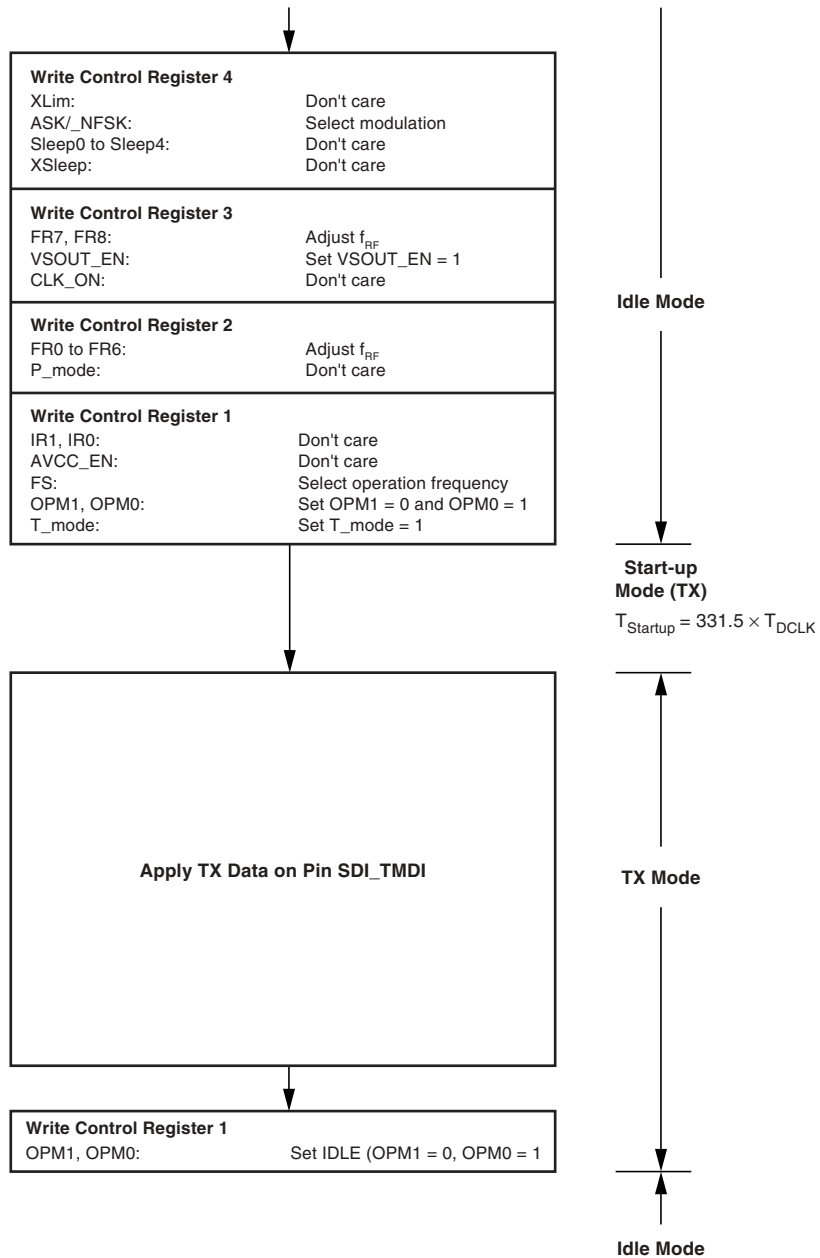 Write Control Register 4
XLim: Don't care
ASK/_NFSK: Select modulation
Sleep0 to Sleep4: Don't care
XSleep: Don't care
Write Control Register 3
FR7, FR8: Adjust fRF
VSOUT_EN: Set VSOUT_EN = 1
CLK_ON: Don't care
Write Control Register 2
FR0 to FR6: Adjust fRF
P_mode: Don't care
Write Control Register 1
IR1, IR0: Don't care
AVCC_EN: Don't care
FS: Select operation frequency
OPM1, OPM0: Set OPM1 = 0 and OPM0 = 1
T_mode: Set T_mode = 1
Idle Mode
Start-up
Mode (TX)
TStartup = 331.5 × TDCLK
Apply TX Data on Pin SDI_TMDI
TX Mode
Write Control Register 1
OPM1, OPM0: Set IDLE (OPM1 = 0, OPM0 = 1
Idle Mode